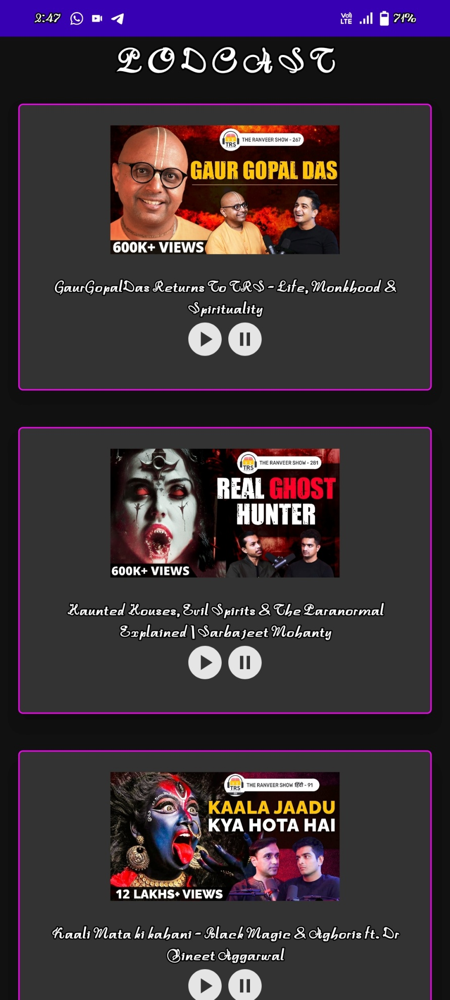 2:47
Vo)) LTE
71%
PODCAST
TRS
THE RANVEER SHOW - 267
GAUR GOPAL DAS
600K+ VIEWS
GaurGopalDas Returns To TRS - Life, Monkhood &
Spirituality
TRS
THE RANVEER SHOW - 281
REAL GHOST
HUNTER
600K+ VIEWS
Haunted Houses, Evil Spirits & The Paranormal
Explained | Sarbajeet Mohanty
TRS
THE RANVEER SHOW हिंदी - 91
KAALA JAADU
KYA HOTA HAI
12 LAKHS+ VIEWS
Kaali Mata ki kahani - Black Magic & Aghoris ft. Dr
Vineet Aggarwal